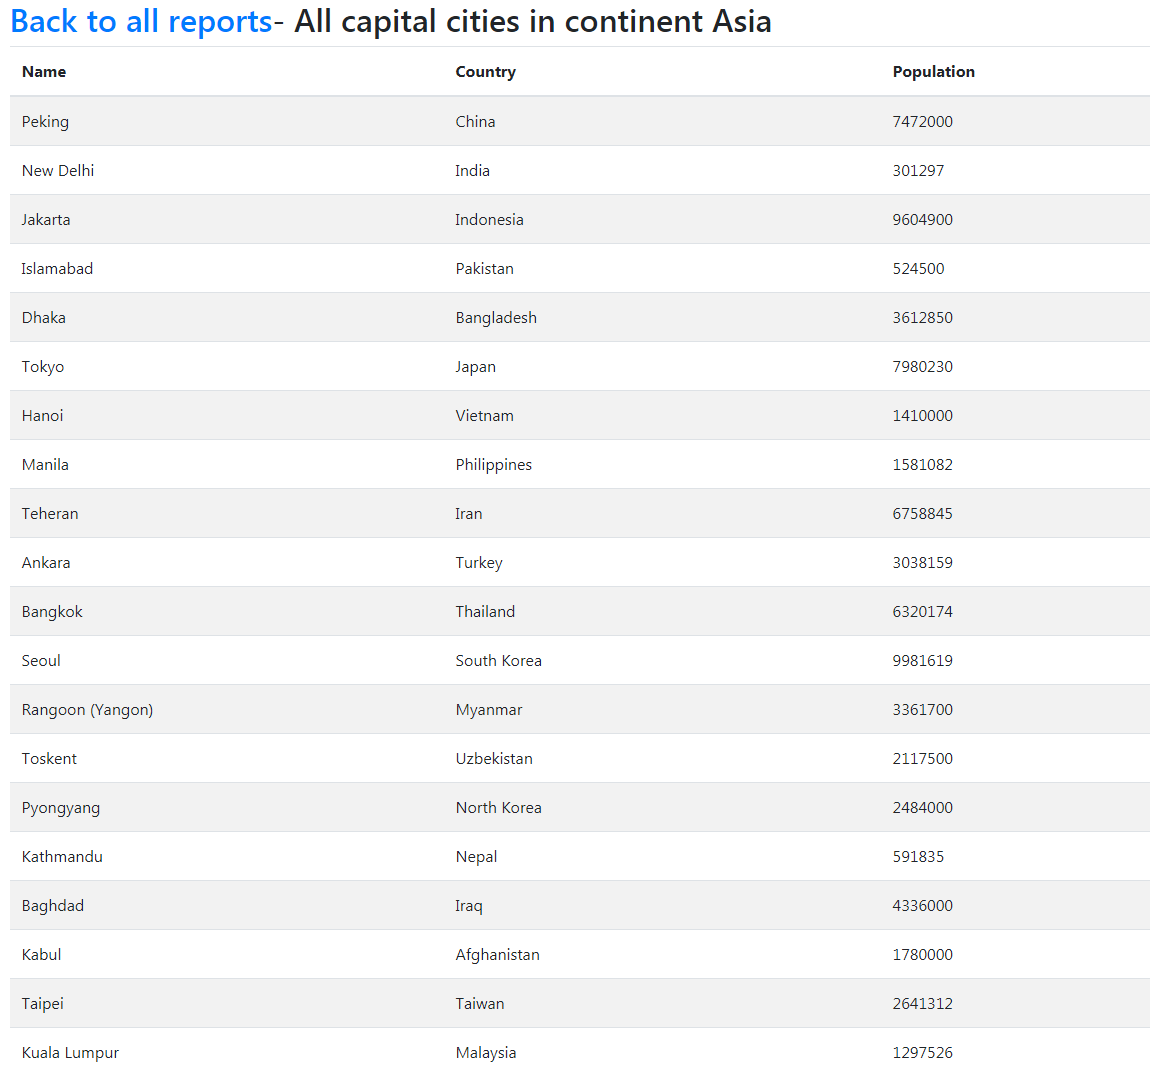 Back to all reports- All capital cities in continent Asia
Name Country Population
Peking China 7472000
New Delhi India 301297
Jakarta Indonesia 9604900
Islamabad Pakistan 524500
Dhaka Bangladesh 3612850
Tokyo Japan 7980230
Hanoi Vietnam 1410000
Manila Philippines 1581082
Teheran Iran 6758845
Ankara Turkey 3038159
Bangkok Thailand 6320174
Seoul South Korea 9981619
Rangoon (Yangon) Myanmar 3361700
Toskent Uzbekistan 2117500
Pyongyang North Korea 2484000
Kathmandu Nepal 591835
Baghdad Iraq 4336000
Kabul Afghanistan 1780000
Taipei Taiwan 2641312
Kuala Lumpur Malaysia 1297526